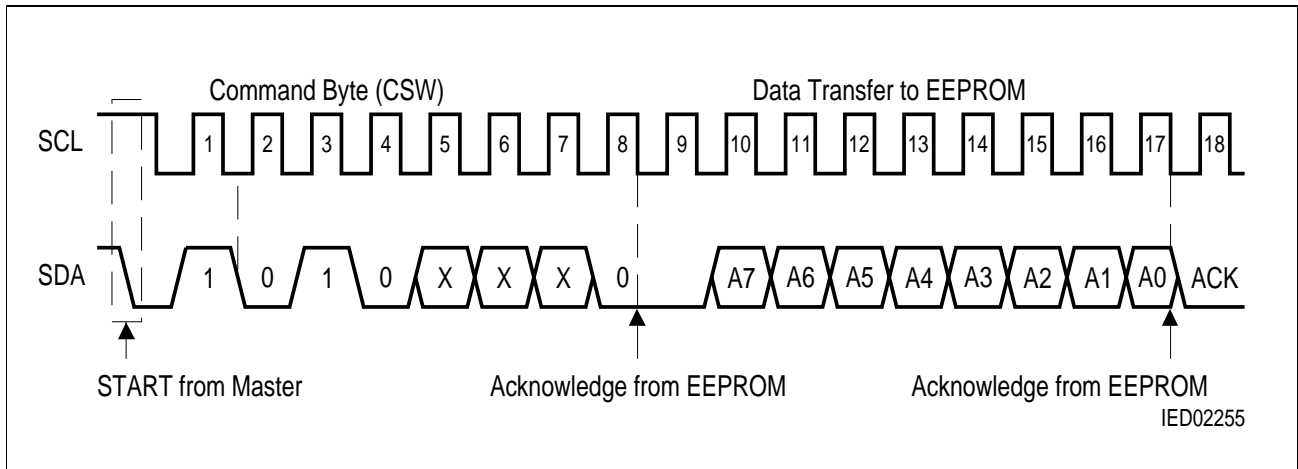 Command Byte (CSW) Data Transfer to EEPROM
SCL 1 2 3 4 5 6 7 8 9 10 11 12 13 14 15 16 17 18
SDA 1 0 1 0 X X X 0 A7 A6 A5 A4 A3 A2 A1 A0 ACK
START from Master Acknowledge from EEPROM Acknowledge from EEPROM
IED02255